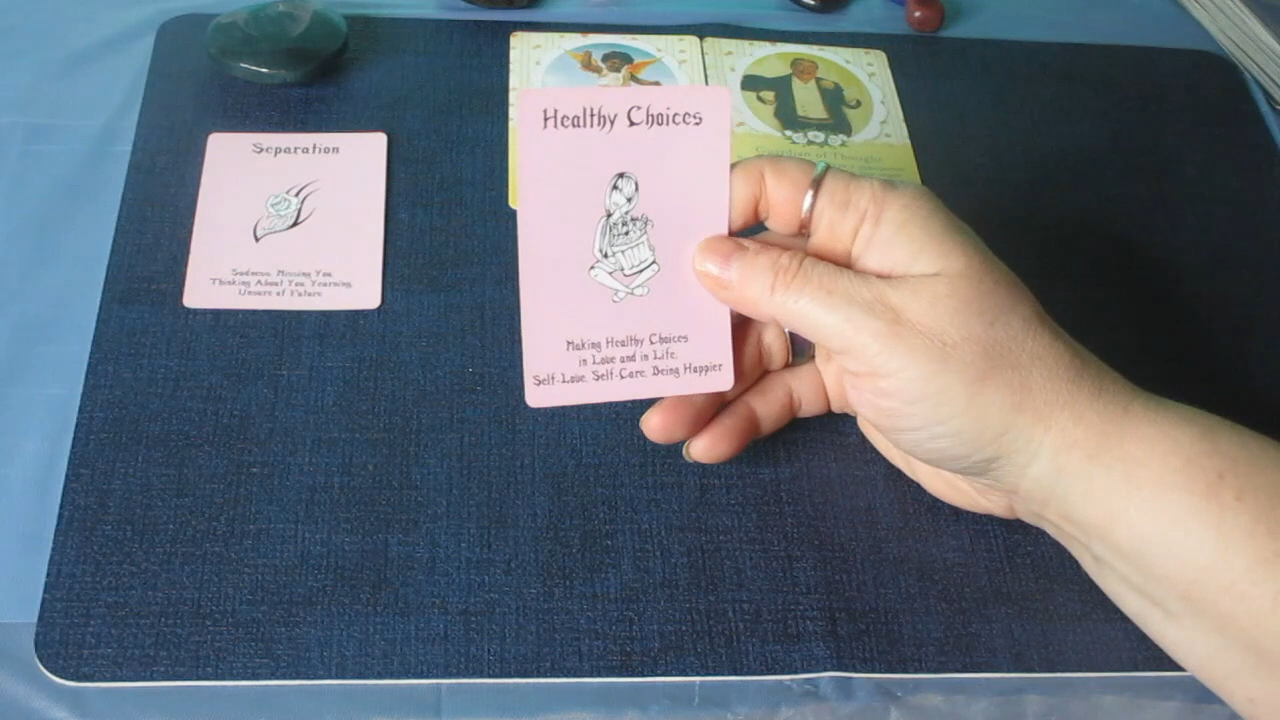 Separation
Sadness. Missing You.
Thinking About You. Yearning.
Unsure of Future
Healthy Choices
Making Healthy Choices
in Love and in Life.
Self-Love. Self-Care. Being Happier
Guardian of Thought